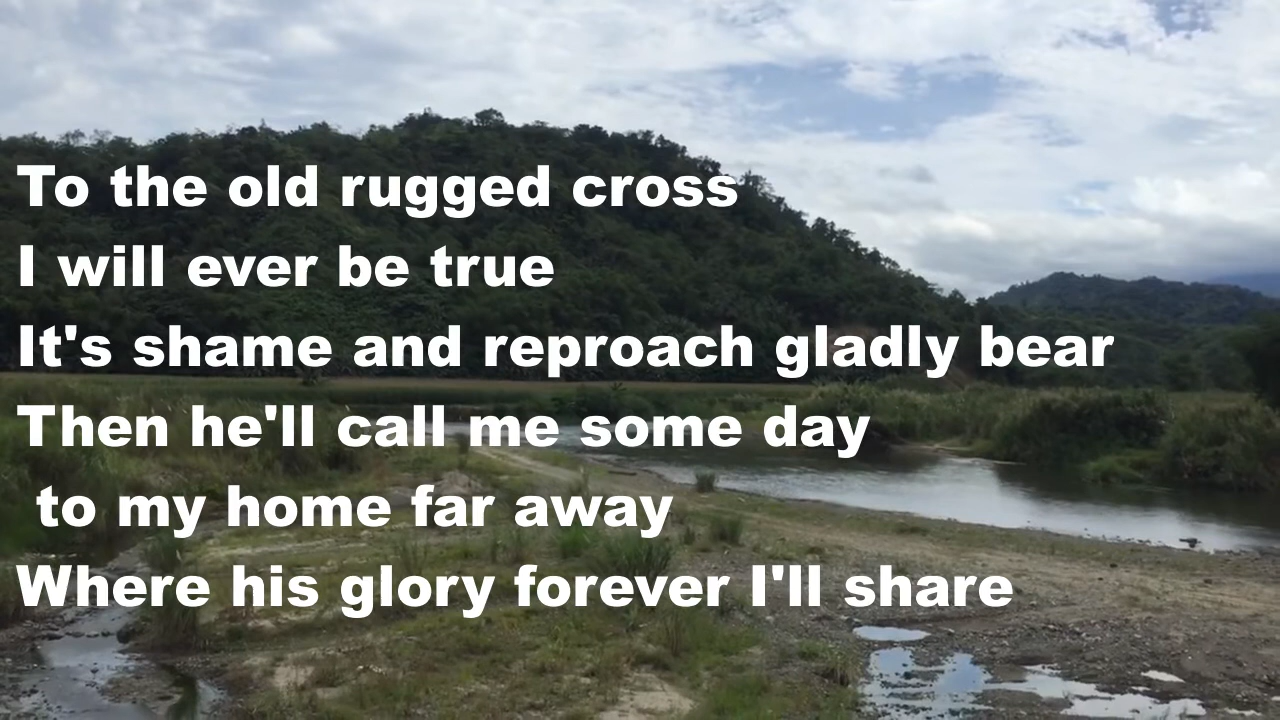 To the old rugged cross
I will ever be true
It's shame and reproach gladly bear
Then he'll call me some day
to my home far away
Where his glory forever I'll share